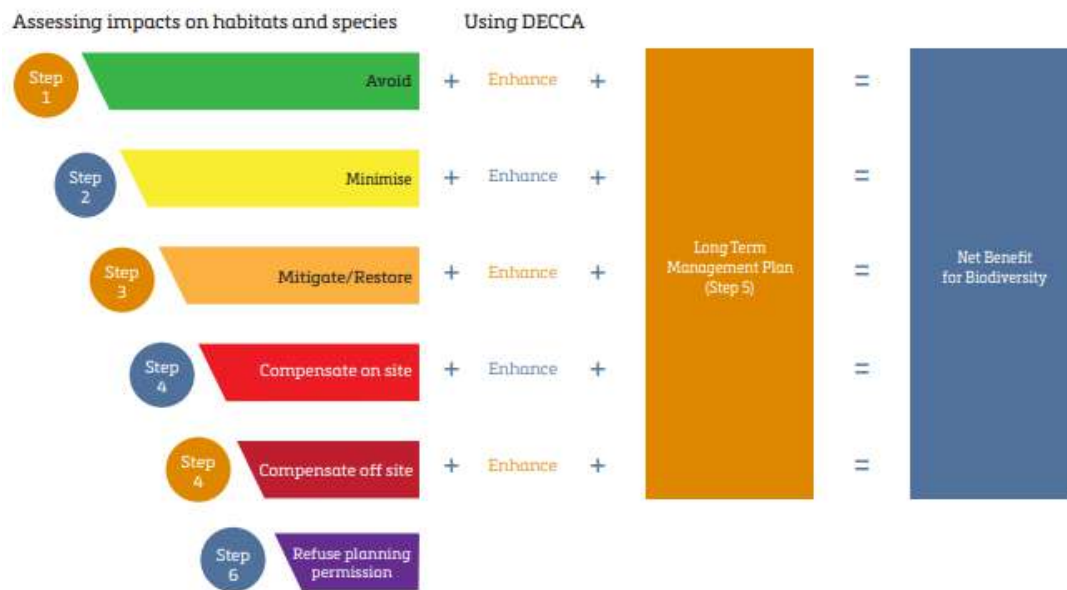 Assessing impacts on habitats and species
Using DECCA
Step
1
Avoid
+ Enhance + =
Step
2
Minimise
+ Enhance + =
Step
3
Mitigate/Restore
+ Enhance + =
Long Term
Management Plan
(Step 5)
Net Benefit
for Biodiversity
Step
4
Compensate on site
+ Enhance + =
Step
4
Compensate off site
+ Enhance + =
Step
6
Refuse planning
permission